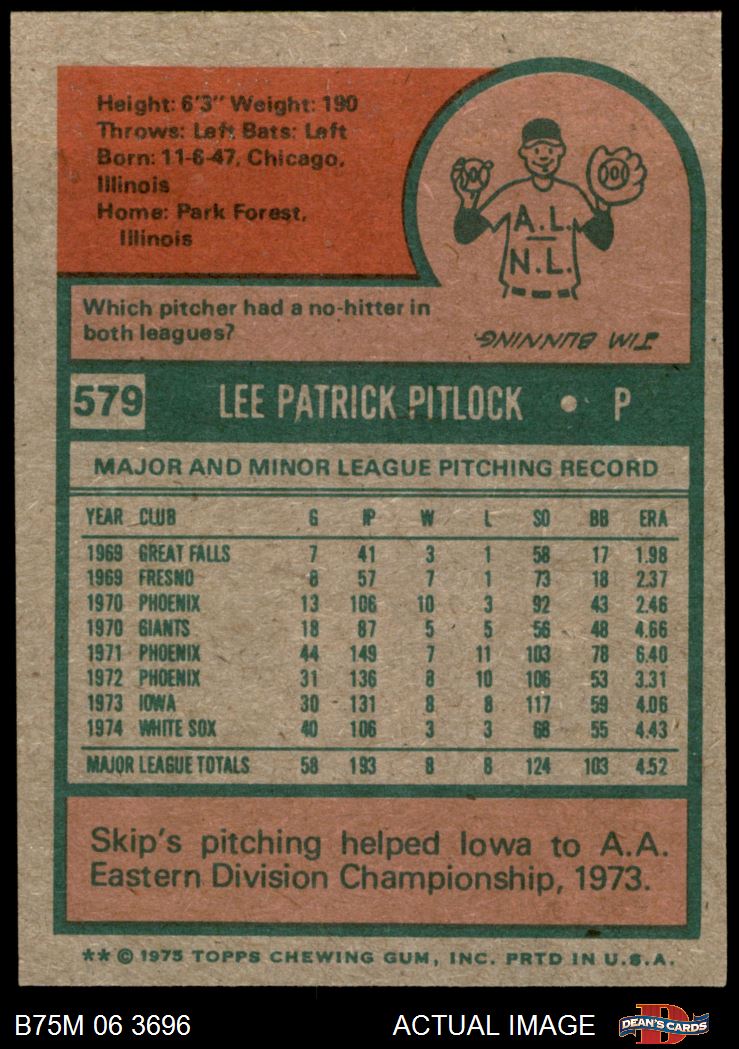 Height: 6'3" Weight: 190
Throws: Left Bats: Left
Born: 11-6-47, Chicago,
Illinois
Home: Park Forest,
Illinois
A.L.
N.L.
Which pitcher had a no-hitter in
both leagues?
JIM BUNNING.
579 LEE PATRICK PITLOCK • P
MAJOR AND MINOR LEAGUE PITCHING RECORD
YEAR CLUB G IP W L SO BB ERA
1969 GREAT FALLS 7 41 3 1 58 17 1.98
1969 FRESNO 8 57 7 1 73 18 2.37
1970 PHOENIX 13 106 10 3 92 43 2.46
1970 GIANTS 18 87 5 5 56 48 4.66
1971 PHOENIX 44 149 7 11 103 78 6.40
1972 PHOENIX 31 136 8 10 106 53 3.31
1973 IOWA 30 131 8 8 117 59 4.06
1974 WHITE SOX 40 106 3 3 68 55 4.43
MAJOR LEAGUE TOTALS 58 193 8 8 124 103 4.52
Skip's pitching helped Iowa to A.A.
Eastern Division Championship, 1973.
** © 1975 TOPPS CHEWING GUM, INC. PRTD IN U.S.A.
B75M 06 3696 ACTUAL IMAGE
D
DEAN'S CARDS